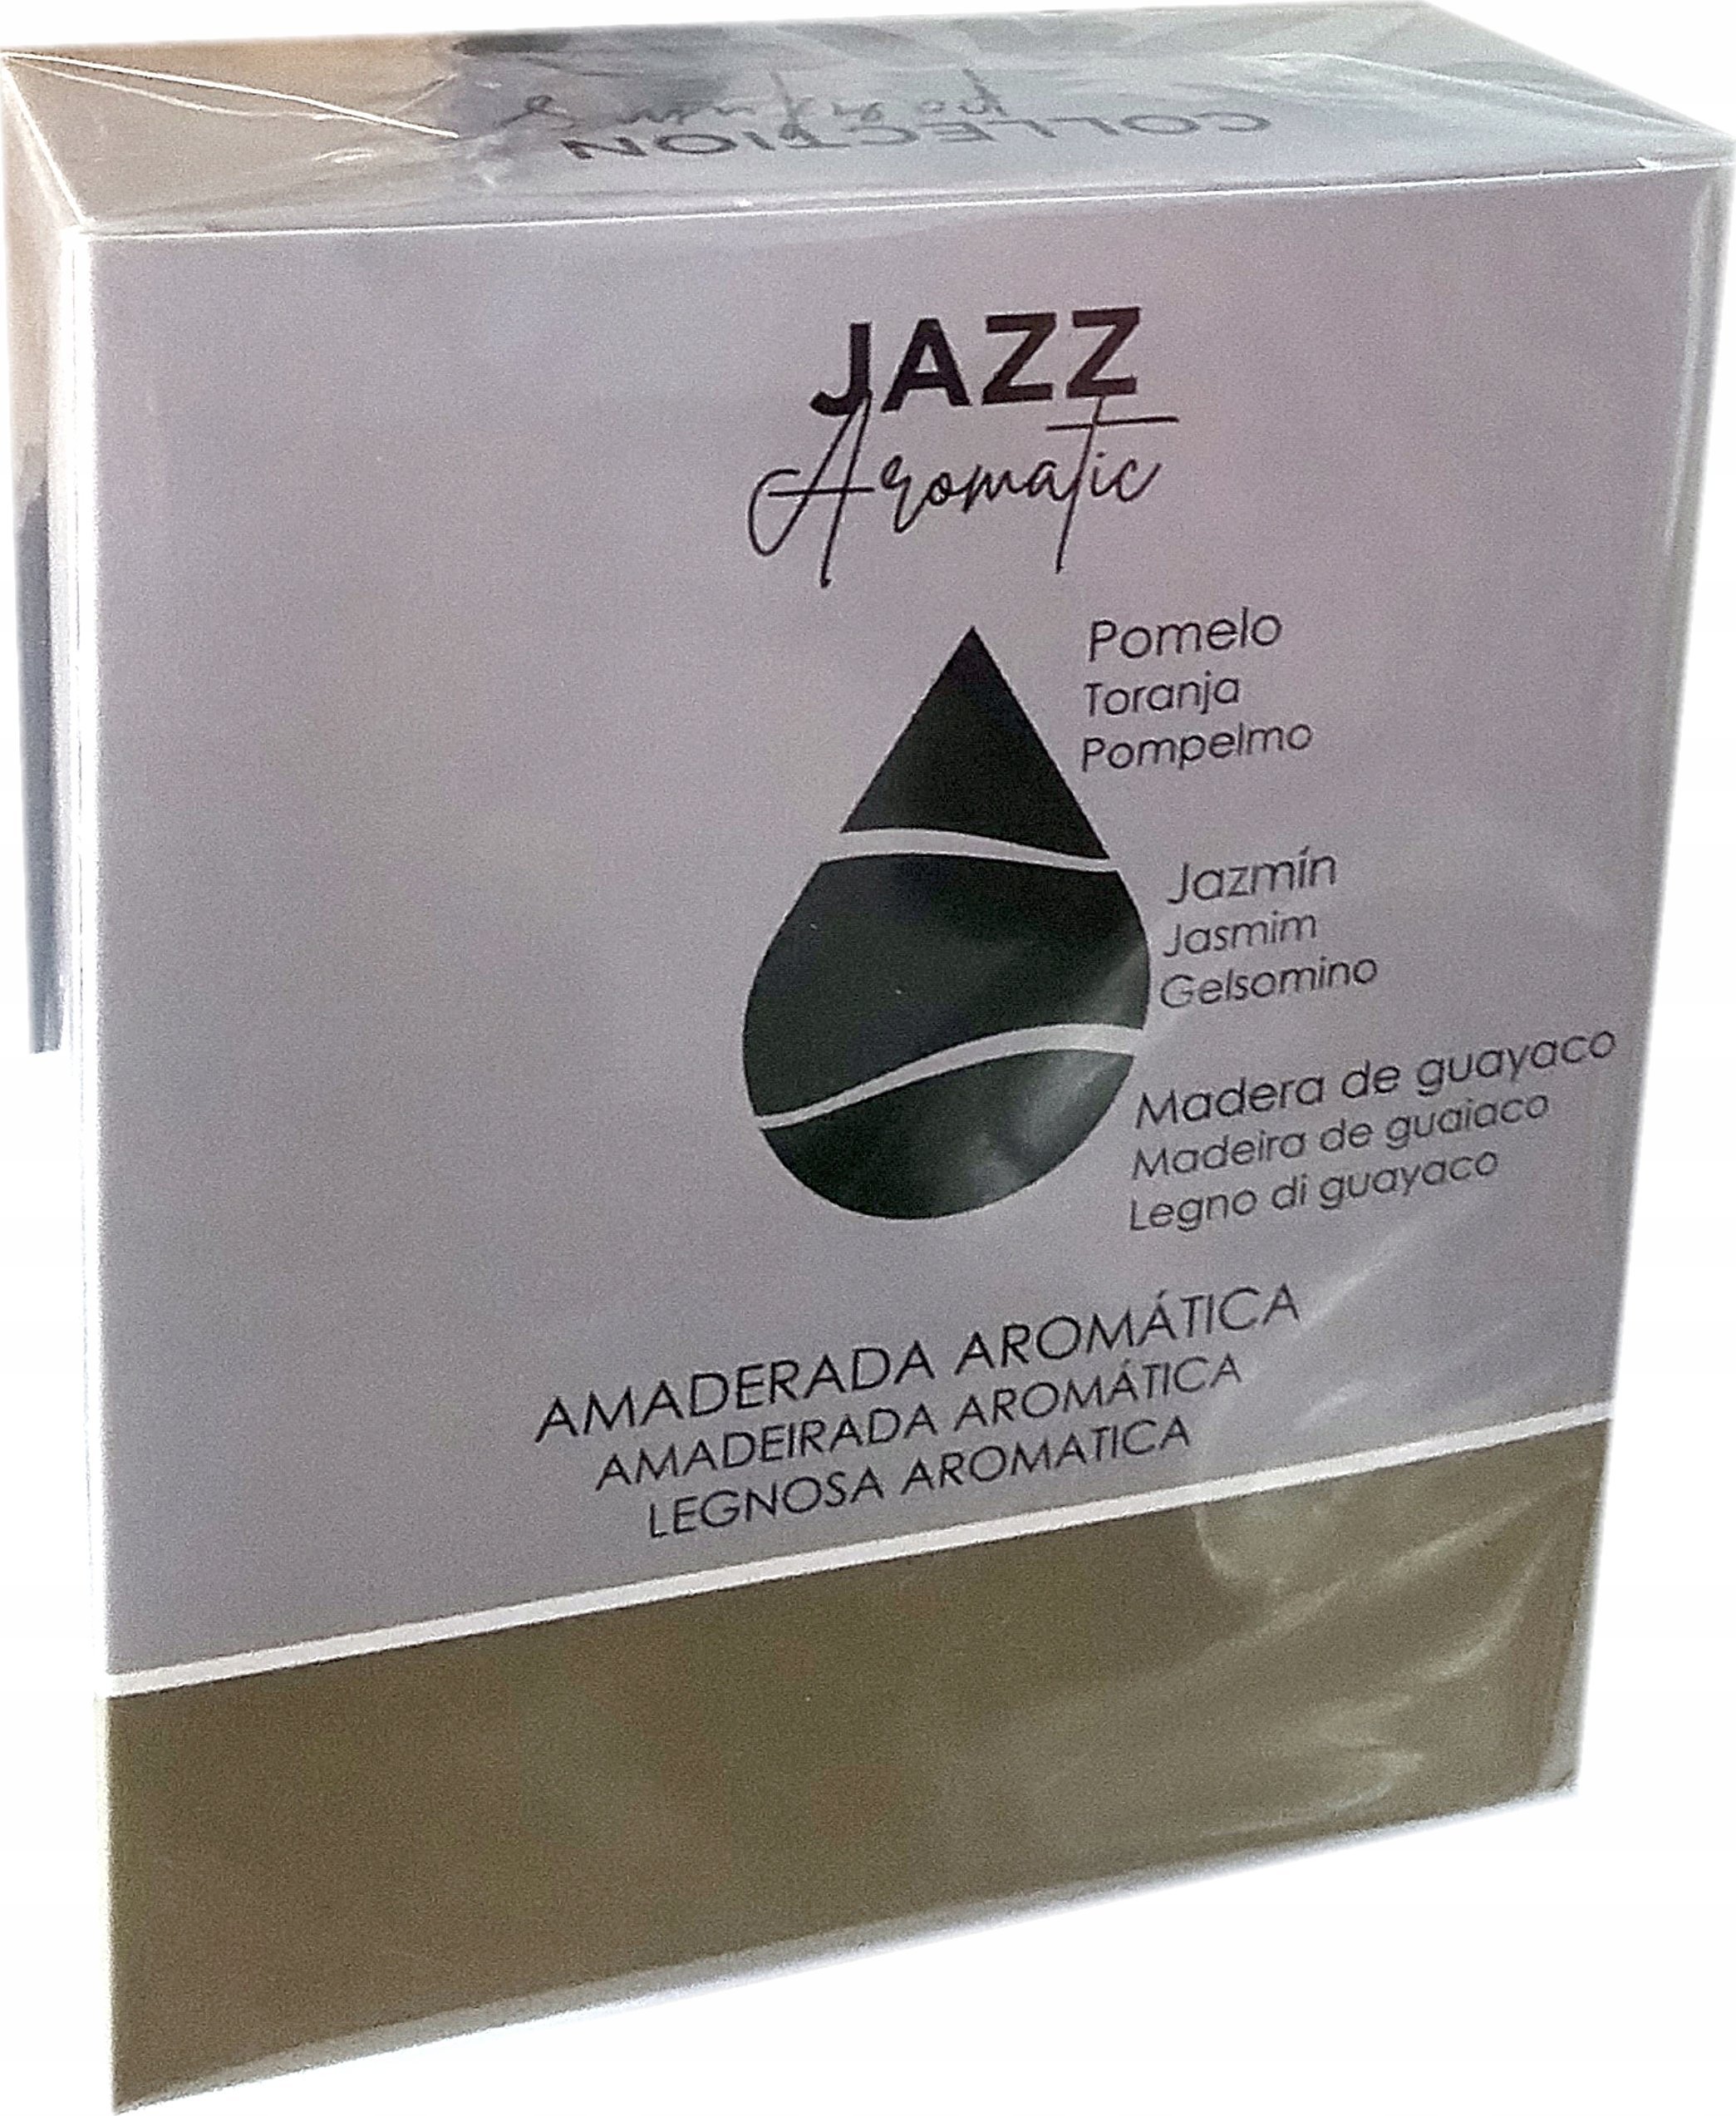 COLLECTION
JAZZ
Aromatic
Pomelo
Toranja
Pompelmo
Jazmín
Jasmim
Gelsomino
Madera de guayaco
Madeira de guaiaco
Legno di guayaco
AMADERADA AROMÁTICA
AMADEIRADA AROMÁTICA
LEGNOSA AROMATICA